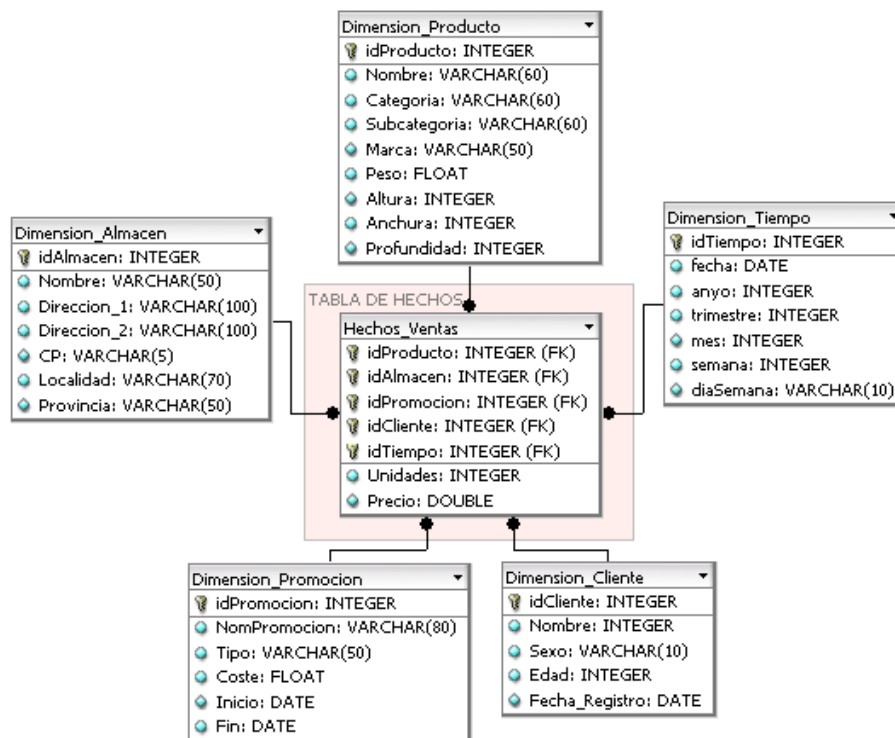 Dimension_Producto
idProducto: INTEGER
Nombre: VARCHAR(60)
Categoria: VARCHAR(60)
Subcategoria: VARCHAR(60)
Marca: VARCHAR(50)
Peso: FLOAT
Altura: INTEGER
Anchura: INTEGER
Profundidad: INTEGER
Dimension_Almacen
idAlmacen: INTEGER
Nombre: VARCHAR(50)
Direccion_1: VARCHAR(100)
Direccion_2: VARCHAR(100)
CP: VARCHAR(5)
Localidad: VARCHAR(70)
Provincia: VARCHAR(50)
Dimension_Tiempo
idTiempo: INTEGER
fecha: DATE
anyo: INTEGER
trimestre: INTEGER
mes: INTEGER
semana: INTEGER
diaSemana: VARCHAR(10)
TABLA DE HECHOS
Hechos_Ventas
idProducto: INTEGER (FK)
idAlmacen: INTEGER (FK)
idPromocion: INTEGER (FK)
idCliente: INTEGER (FK)
idTiempo: INTEGER (FK)
Unidades: INTEGER
Precio: DOUBLE
Dimension_Promocion
idPromocion: INTEGER
NomPromocion: VARCHAR(80)
Tipo: VARCHAR(50)
Coste: FLOAT
Inicio: DATE
Fin: DATE
Dimension_Cliente
idCliente: INTEGER
Nombre: INTEGER
Sexo: VARCHAR(10)
Edad: INTEGER
Fecha_Registro: DATE